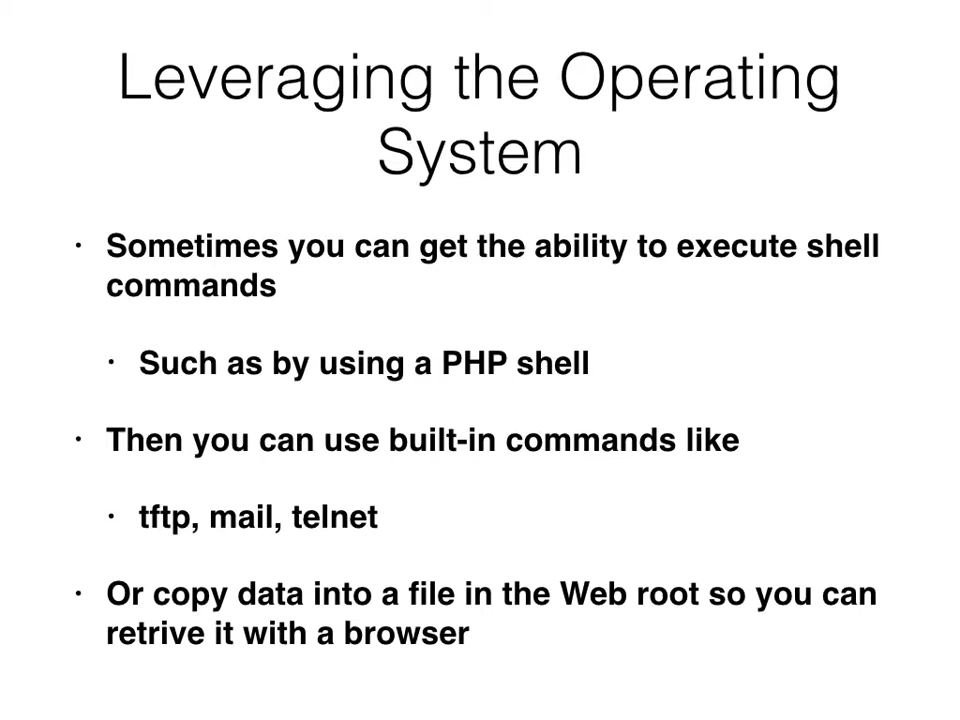 Leveraging the Operating
System
· Sometimes you can get the ability to execute shell
commands
· Such as by using a PHP shell
· Then you can use built-in commands like
· tftp, mail, telnet
· Or copy data into a file in the Web root so you can
retrive it with a browser